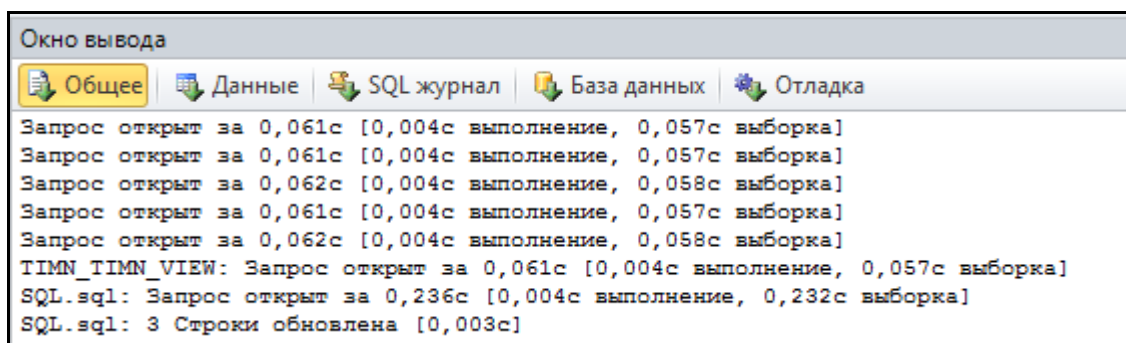 Окно вывода
Общее Данные SQL журнал База данных Отладка
Запрос открыт за 0,061с [0,004с выполнение, 0,057с выборка]
Запрос открыт за 0,061с [0,004с выполнение, 0,057с выборка]
Запрос открыт за 0,062с [0,004с выполнение, 0,058с выборка]
Запрос открыт за 0,061с [0,004с выполнение, 0,057с выборка]
Запрос открыт за 0,062с [0,004с выполнение, 0,058с выборка]
TIMN_TIMN_VIEW: Запрос открыт за 0,061с [0,004с выполнение, 0,057с выборка]
SQL.sql: Запрос открыт за 0,236с [0,004с выполнение, 0,232с выборка]
SQL.sql: 3 Строки обновлена [0,003с]